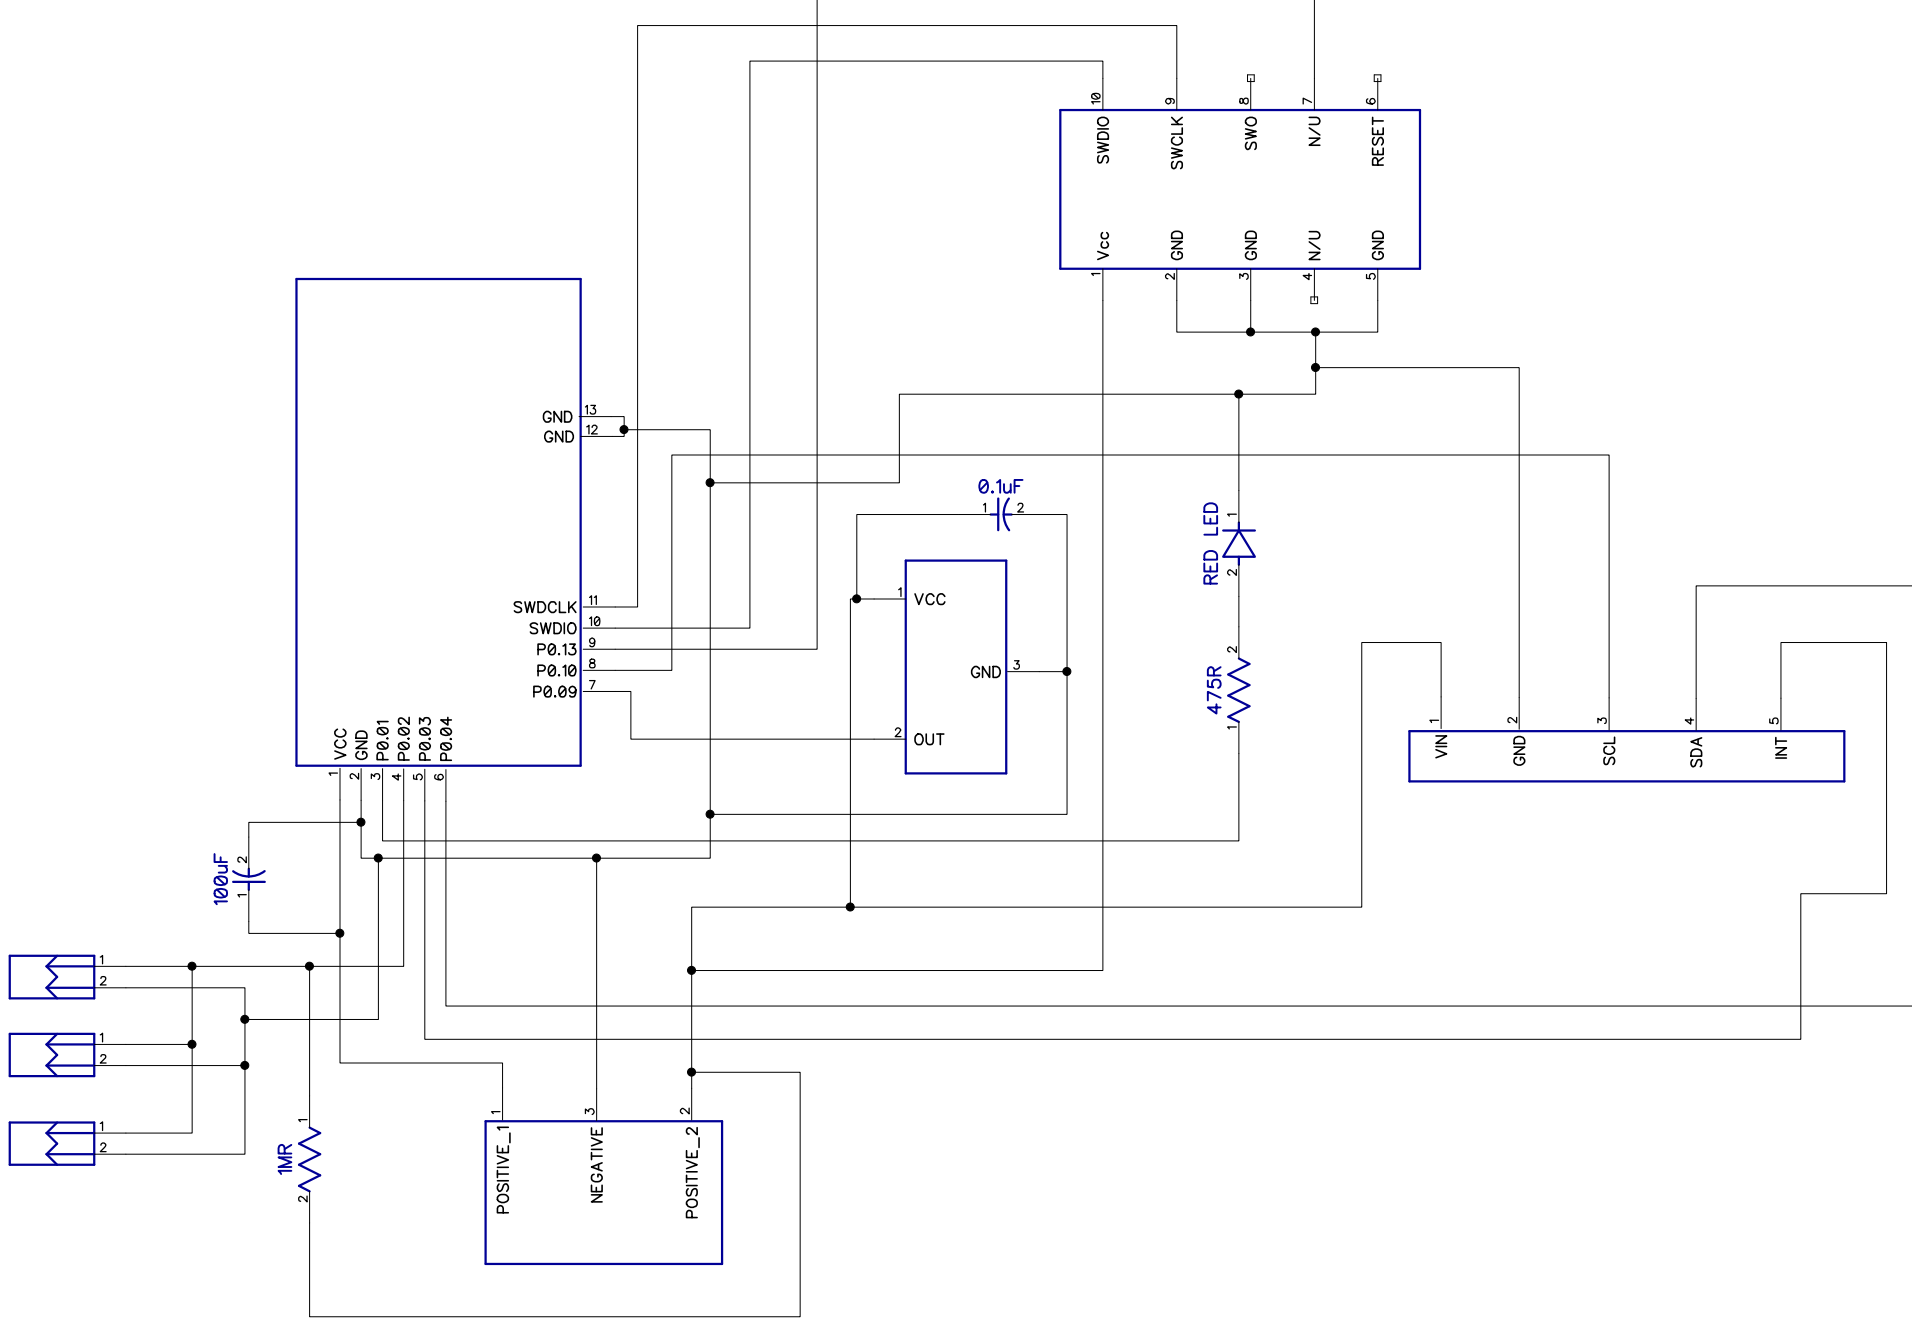 10
9
8
7
6
SWDIO
SWCLK
SWO
N/U
RESET
Vcc
GND
GND
N/U
GND
1
2
3
4
5
GND 13
GND 12
SWDCLK 11
SWDIO 10
P0.13 9
P0.10 8
P0.09 7
VCC
GND
P0.01
P0.02
P0.03
P0.04
1
2
3
4
5
6
0.1uF
1 2
1 VCC
GND 3
2 OUT
RED LED
1
2
475R
2
1
1
2
3
4
5
VIN
GND
SCL
SDA
INT
100uF
2
1
1
2
1
2
1
2
1MR
1
2
1
3
2
POSITIVE_1
NEGATIVE
POSITIVE_2